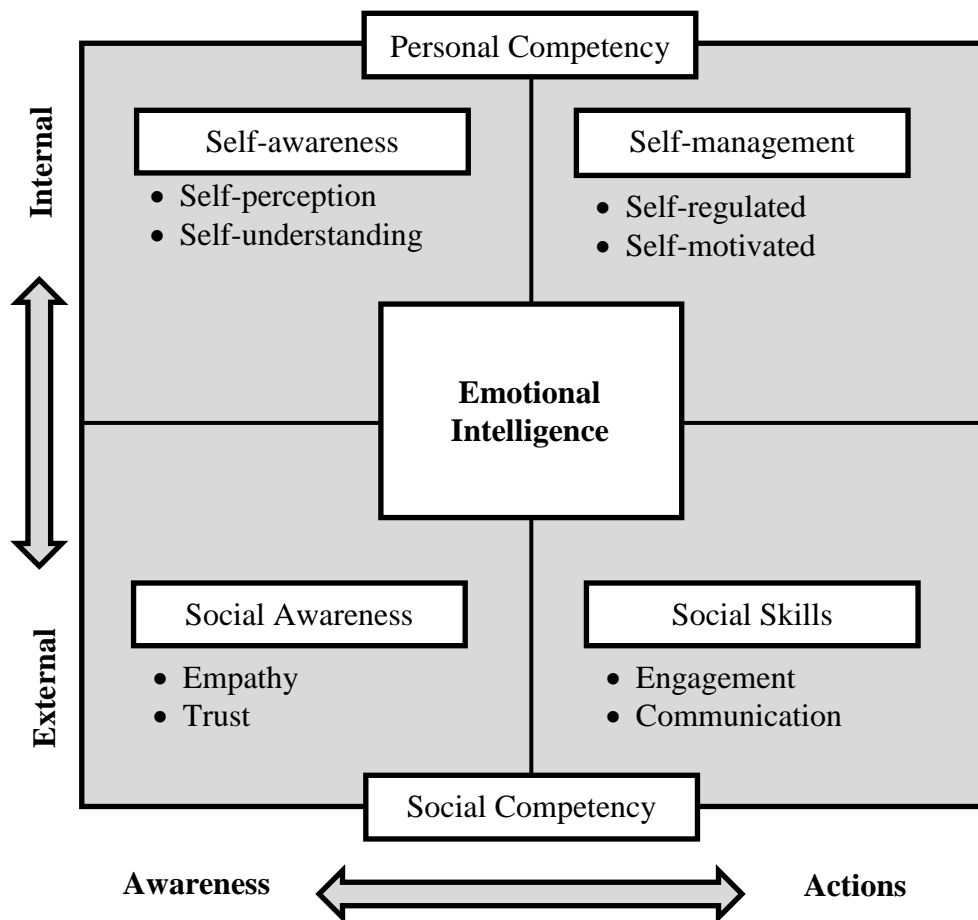 Personal Competency
Internal
Self-awareness
• Self-perception
• Self-understanding
Self-management
• Self-regulated
• Self-motivated
Emotional
Intelligence
External
Social Awareness
• Empathy
• Trust
Social Skills
• Engagement
• Communication
Social Competency
Awareness
Actions